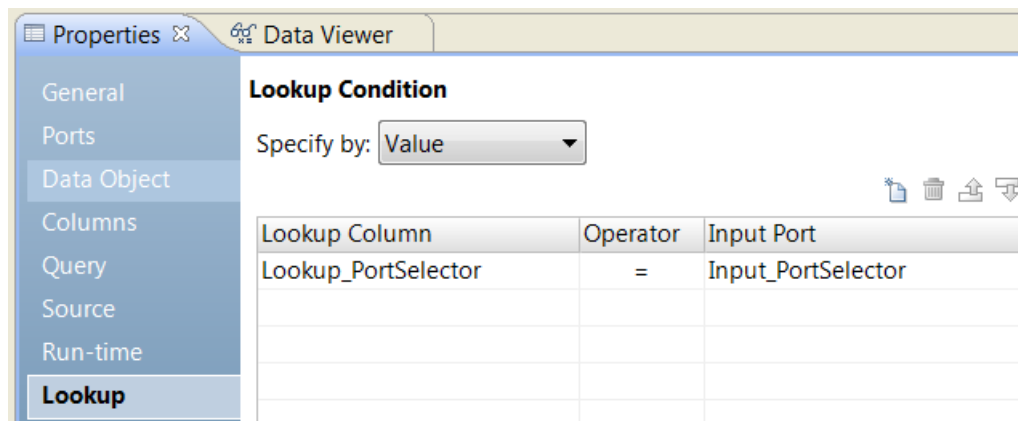 Properties Data Viewer
General
Ports
Data Object
Columns
Query
Source
Run-time
Lookup
Lookup Condition
Specify by: Value
Lookup Column Operator Input Port
Lookup_PortSelector = Input_PortSelector